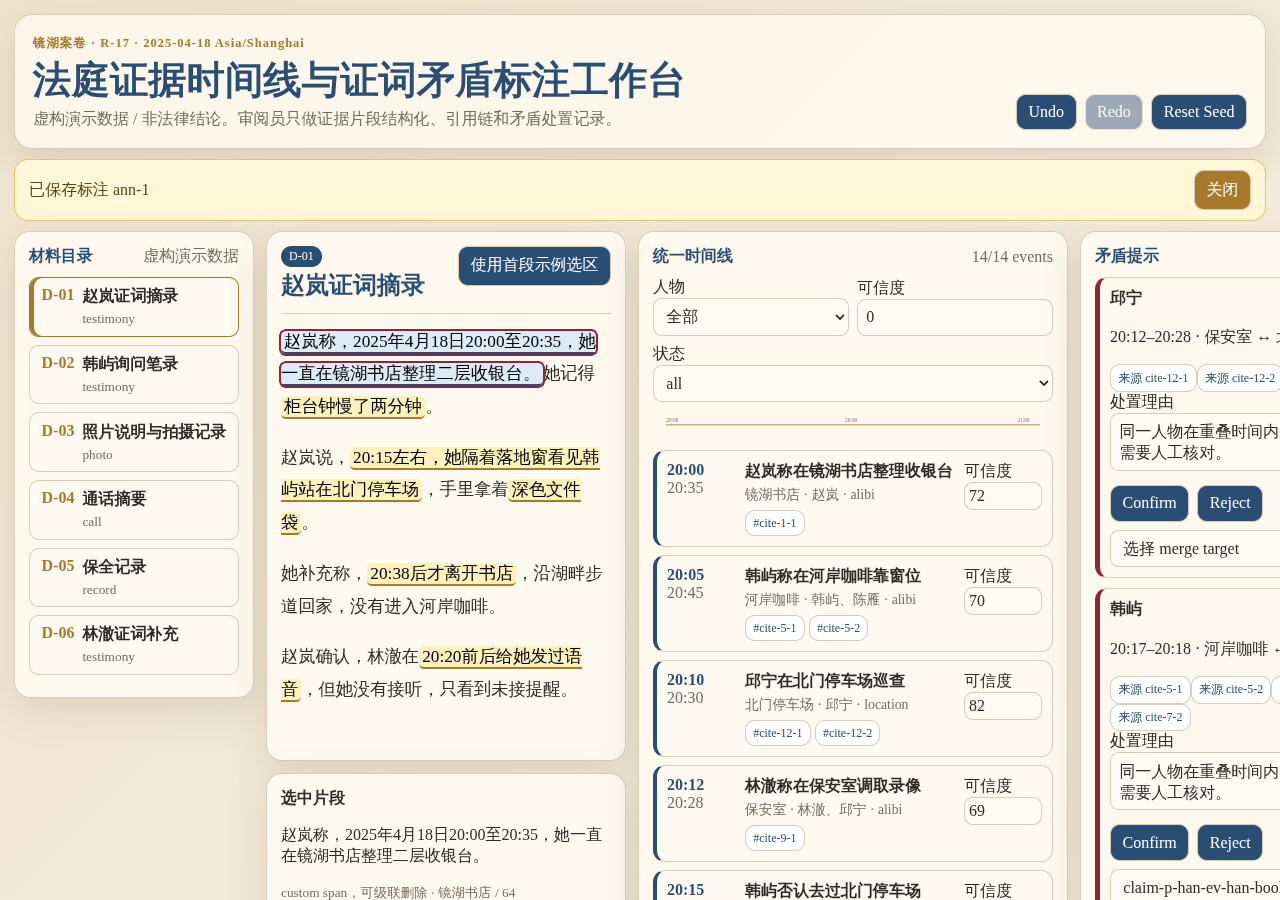 镜湖案卷 · R-17 · 2025-04-18 Asia/Shanghai
法庭证据时间线与证词矛盾标注工作台
虚构演示数据 / 非法律结论。审阅员只做证据片段结构化、引用链和矛盾处置记录。
Undo
Redo
Reset Seed
已保存标注 ann-1
关闭
材料目录
虚构演示数据
D-01 赵岚证词摘录
testimony
D-02 韩屿询问笔录
testimony
D-03 照片说明与拍摄记录
photo
D-04 通话摘要
call
D-05 保全记录
record
D-06 林澈证词补充
testimony
D-01
赵岚证词摘录
使用首段示例选区
赵岚称，2025年4月18日20:00至20:35，她
一直在镜湖书店整理二层收银台。她记得
柜台钟慢了两分钟。
赵岚说，20:15左右，她隔着落地窗看见韩
屿站在北门停车场，手里拿着深色文件
袋。
她补充称，20:38后才离开书店，沿湖畔步
道回家，没有进入河岸咖啡。
赵岚确认，林澈在20:20前后给她发过语
音，但她没有接听，只看到未接提醒。
选中片段
赵岚称，2025年4月18日20:00至20:35，她一直
在镜湖书店整理二层收银台。
custom span，可级联删除 · 镜湖书店 / 64
统一时间线
14/14 events
人物
全部
可信度
0
状态
all
20:00
20:30
21:00
20:00
20:35
赵岚称在镜湖书店整理收银台
镜湖书店 · 赵岚 · alibi
#cite-1-1
可信度
72
20:05
20:45
韩屿称在河岸咖啡靠窗位
河岸咖啡 · 韩屿、陈雁 · alibi
#cite-5-1
#cite-5-2
可信度
70
20:10
20:30
邱宁在北门停车场巡查
北门停车场 · 邱宁 · location
#cite-12-1
#cite-12-2
可信度
82
20:12
20:28
林澈称在保安室调取录像
保安室 · 林澈、邱宁 · alibi
#cite-9-1
可信度
69
20:15
韩屿否认去过北门停车场
可信度
矛盾提示
邱宁
20:12–20:28 · 保安室 ↔
来源 cite-12-1
来源 cite-12-2
处置理由
同一人物在重叠时间内
需要人工核对。
Confirm
Reject
选择 merge target
韩屿
20:17–20:18 · 河岸咖啡
来源 cite-5-1
来源 cite-5-2
来源 cite-7-2
处置理由
同一人物在重叠时间内
需要人工核对。
Confirm
Reject
claim-p-han-ev-han-boo